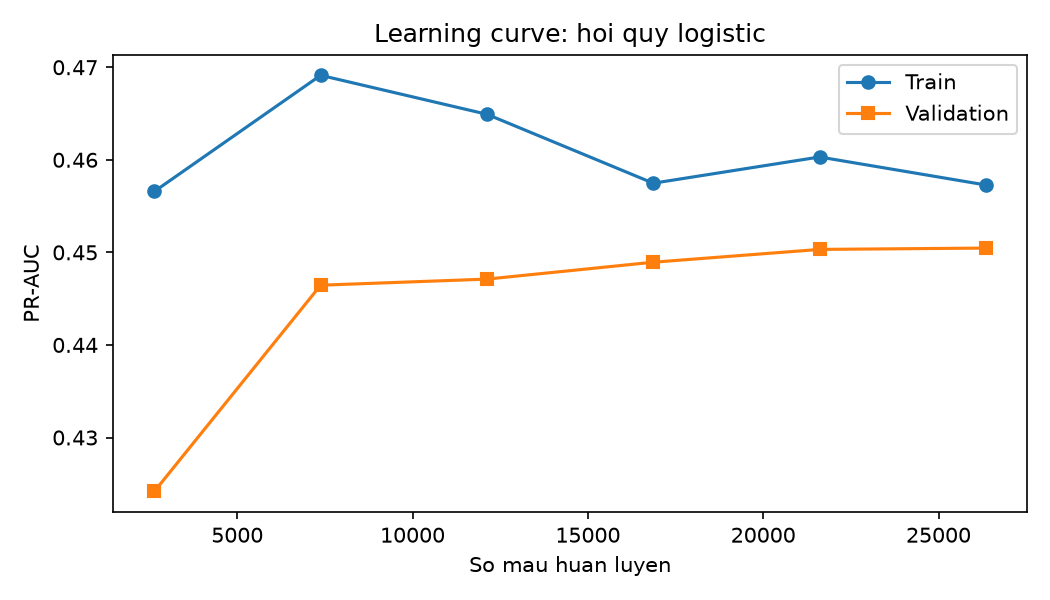 Learning curve: hoi quy logistic
Train
Validation
PR-AUC
0.47
0.46
0.45
0.44
0.43
5000
10000
15000
20000
25000
So mau huan luyen